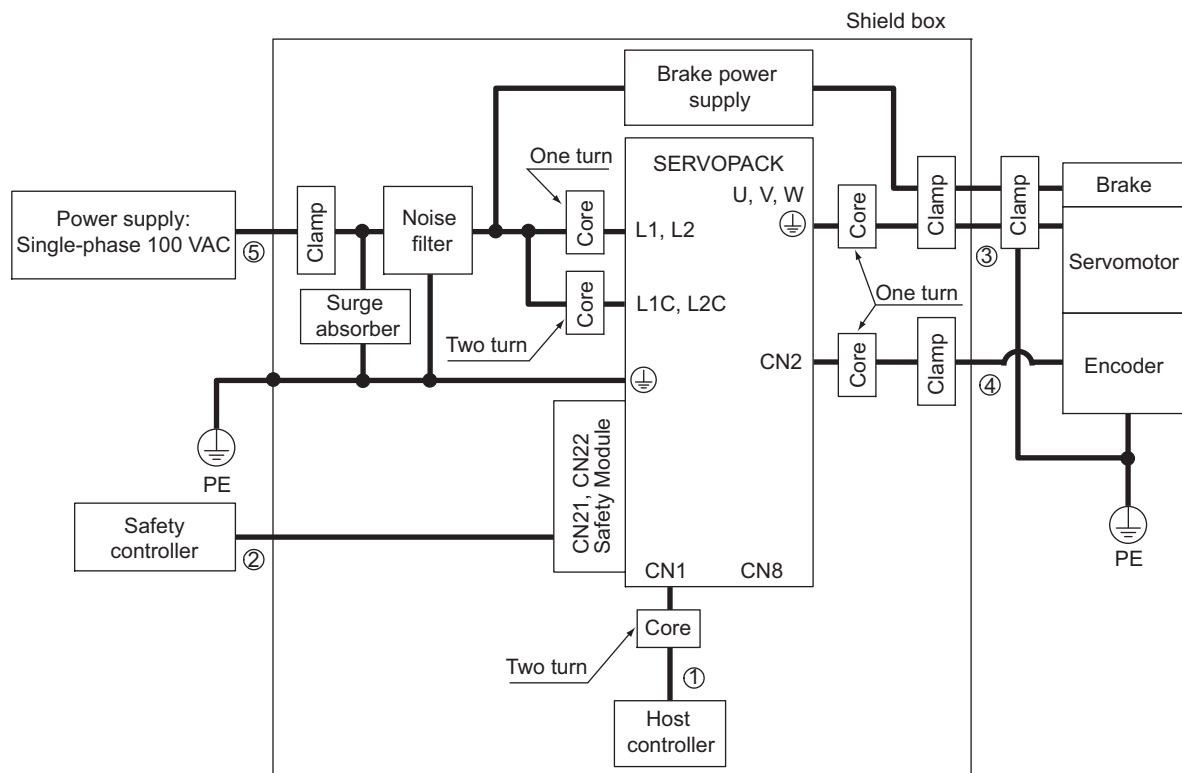 Shield box
Brake power
supply
One turn
SERVOPACK
U, V, W
Power supply:
Single-phase 100 VAC
⑤
Clamp
Noise
filter
Core
L1, L2
Core
Clamp
Clamp
Brake
③
Servomotor
Surge
absorber
Core
L1C, L2C
One turn
Two turn
CN2
Core
Clamp
④
Encoder
PE
CN21, CN22
Safety Module
Safety
controller
②
PE
CN1
CN8
Core
Two turn
①
Host
controller